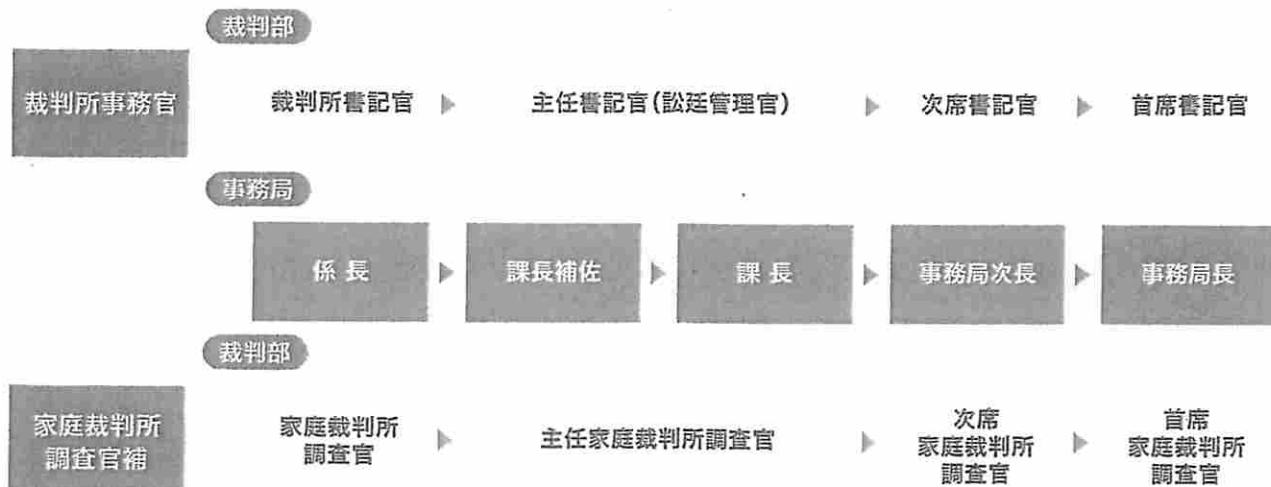 裁判部
裁判所事務官
裁判所書記官
主任書記官(訟廷管理官)
次席書記官
首席書記官
事務局
係 長
課長補佐
課 長
事務局次長
事務局長
裁判部
家庭裁判所
調査官補
家庭裁判所
調査官
主任家庭裁判所調査官
次席
家庭裁判所
調査官
首席
家庭裁判所
調査官